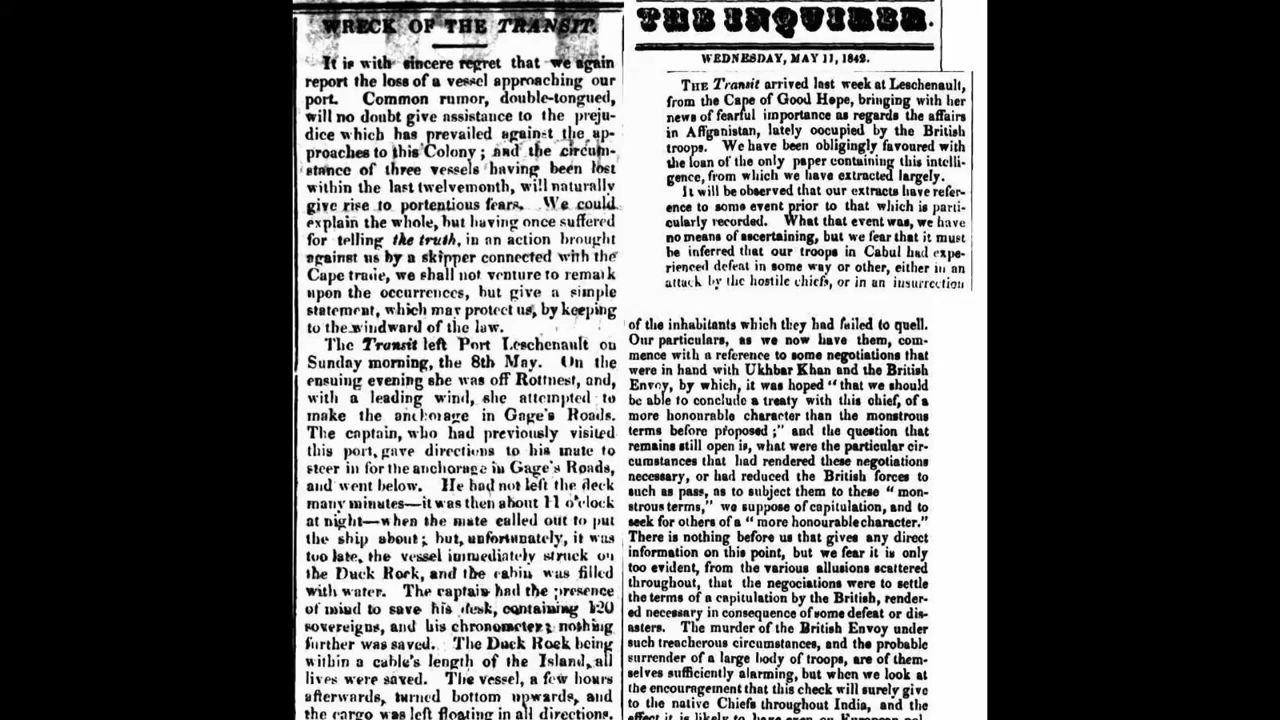 WRECK OF THE TRANSIT.
It is with sincere regret that we again
report the loss of a vessel approaching our
port. Common rumor, double-tongued,
will no doubt give assistance to the preju-
dice which has prevailed against the ap-
proaches to this Colony; and the circum-
stance of three vessels having been lost
within the last twelvemonth, will naturally
give rise to portentious fears. We could
explain the whole, but having once suffered
for telling the truth, in an action brought
against us by a skipper connected with the
Cape trade, we shall not venture to remark
upon the occurrences, but give a simple
statement, which may protect us, by keeping
to the windward of the law.
The Transit left Port Leschenault on
Sunday morning, the 8th May. On the
ensuing evening she was off Rottnest, and,
with a leading wind, she attempted to
make the anchorage in Gage's Roads.
The captain, who had previously visited
this port, gave directions to his mate to
steer in for the anchorage in Gage's Roads,
and went below. He had not left the deck
many minutes—it was then about 11 o'clock
at night—when the mate called out to put
the ship about; but, unfortunately, it was
too late, the vessel immediately struck on
the Duck Rock, and the cabin was filled
with water. The captain had the presence
of mind to save his desk, containing 120
sovereigns, and his chronometer; nothing
further was saved. The Duck Rock being
within a cable's length of the Island, all
lives were saved. The vessel, a few hours
afterwards, turned bottom upwards, and
the cargo was left floating in all directions.
THE INQUIRER.
WEDNESDAY, MAY 11, 1842.
THE Transit arrived last week at Leschenault,
from the Cape of Good Hope, bringing with her
news of fearful importance as regards the affairs
in Affganistan, lately occupied by the British
troops. We have been obligingly favoured with
the loan of the only paper containing this intelli-
gence, from which we have extracted largely.
It will be observed that our extracts have refer-
ence to some event prior to that which is parti-
cularly recorded. What that event was, we have
no means of ascertaining, but we fear that it must
be inferred that our troops in Cabul had expe-
rienced defeat in some way or other, either in an
attack by the hostile chiefs, or in an insurrection
of the inhabitants which they had failed to quell.
Our particulars, as we now have them, com-
mence with a reference to some negotiations that
were in hand with Ukhbar Khan and the British
Envoy, by which, it was hoped "that we should
be able to conclude a treaty with this chief, of a
more honourable character than the monstrous
terms before proposed;" and the question that
remains still open is, what were the particular cir-
cumstances that had rendered these negotiations
necessary, or had reduced the British forces to
such as pass, as to subject them to these "mon-
strous terms," we suppose of capitulation, and to
seek for others of a "more honourable character."
There is nothing before us that gives any direct
information on this point, but we fear it is only
too evident, from the various allusions scattered
throughout, that the negociations were to settle
the terms of a capitulation by the British, render-
ed necessary in consequence of some defeat or dis-
asters. The murder of the British Envoy under
such treacherous circumstances, and the probable
surrender of a large body of troops, are of them-
selves sufficiently alarming, but when we look at
the encouragement that this check will surely give
to the native Chiefs throughout India, and the
effect it is likely to have even on European pol-